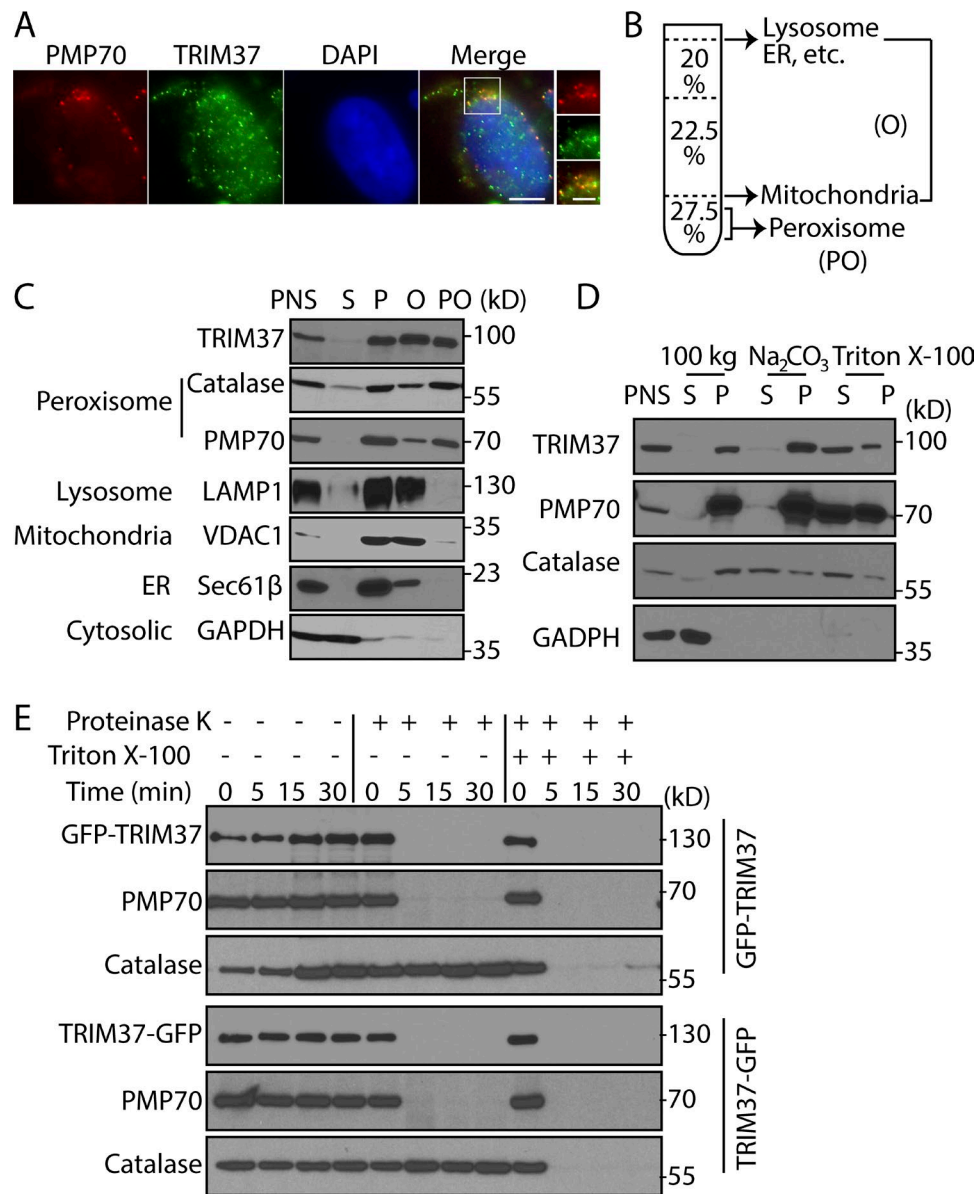 A
PMP70 TRIM37 DAPI Merge
B
20
%
22.5
%
27.5
%
Lysosome
ER, etc.
(O)
Mitochondria
Peroxisome
(PO)
C
PNS S P O PO (kD)
TRIM37 100
Peroxisome
Catalase 55
PMP70 70
Lysosome LAMP1 130
Mitochondria VDAC1 35
ER Sec61β 23
Cytosolic GAPDH 35
D
100 kg Na₂CO₃ Triton X-100
PNS S P S P S P
(kD)
TRIM37 100
PMP70 70
Catalase 55
GADPH 35
E
Proteinase K - - - - + + + + + + + +
Triton X-100 - - - - - - - - + + + +
Time (min) 0 5 15 30 0 5 15 30 0 5 15 30 (kD)
GFP-TRIM37 130
PMP70 70
Catalase 55
GFP-TRIM37
TRIM37-GFP 130
PMP70 70
Catalase 55
TRIM37-GFP